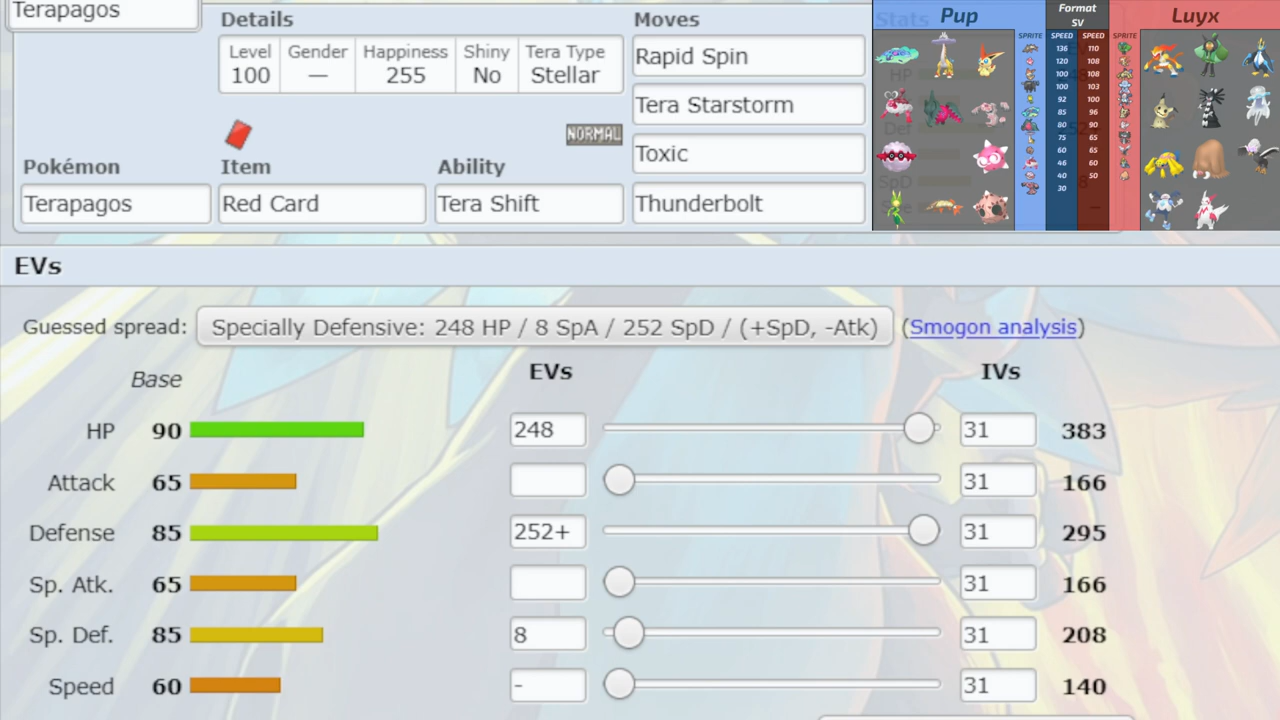 Terapagos
Details
Level
100
Gender
—
Happiness
255
Shiny
No
Tera Type
Stellar
NORMAL
Pokémon
Terapagos
Item
Red Card
Ability
Tera Shift
Moves
Rapid Spin
Tera Starstorm
Toxic
Thunderbolt
Pup
Format
SV
Luyx
SPRITE SPEED SPEED SPRITE
136 110
120 108
100 108
100 103
92 100
85 96
80 90
75 65
60 65
46 60
40 50
30
EVs
Guessed spread: Specially Defensive: 248 HP / 8 SpA / 252 SpD / (+SpD, -Atk) (Smogon analysis)
Base EVs IVs
HP 90 248 31 383
Attack 65 31 166
Defense 85 252+ 31 295
Sp. Atk. 65 31 166
Sp. Def. 85 8 31 208
Speed 60 - 31 140